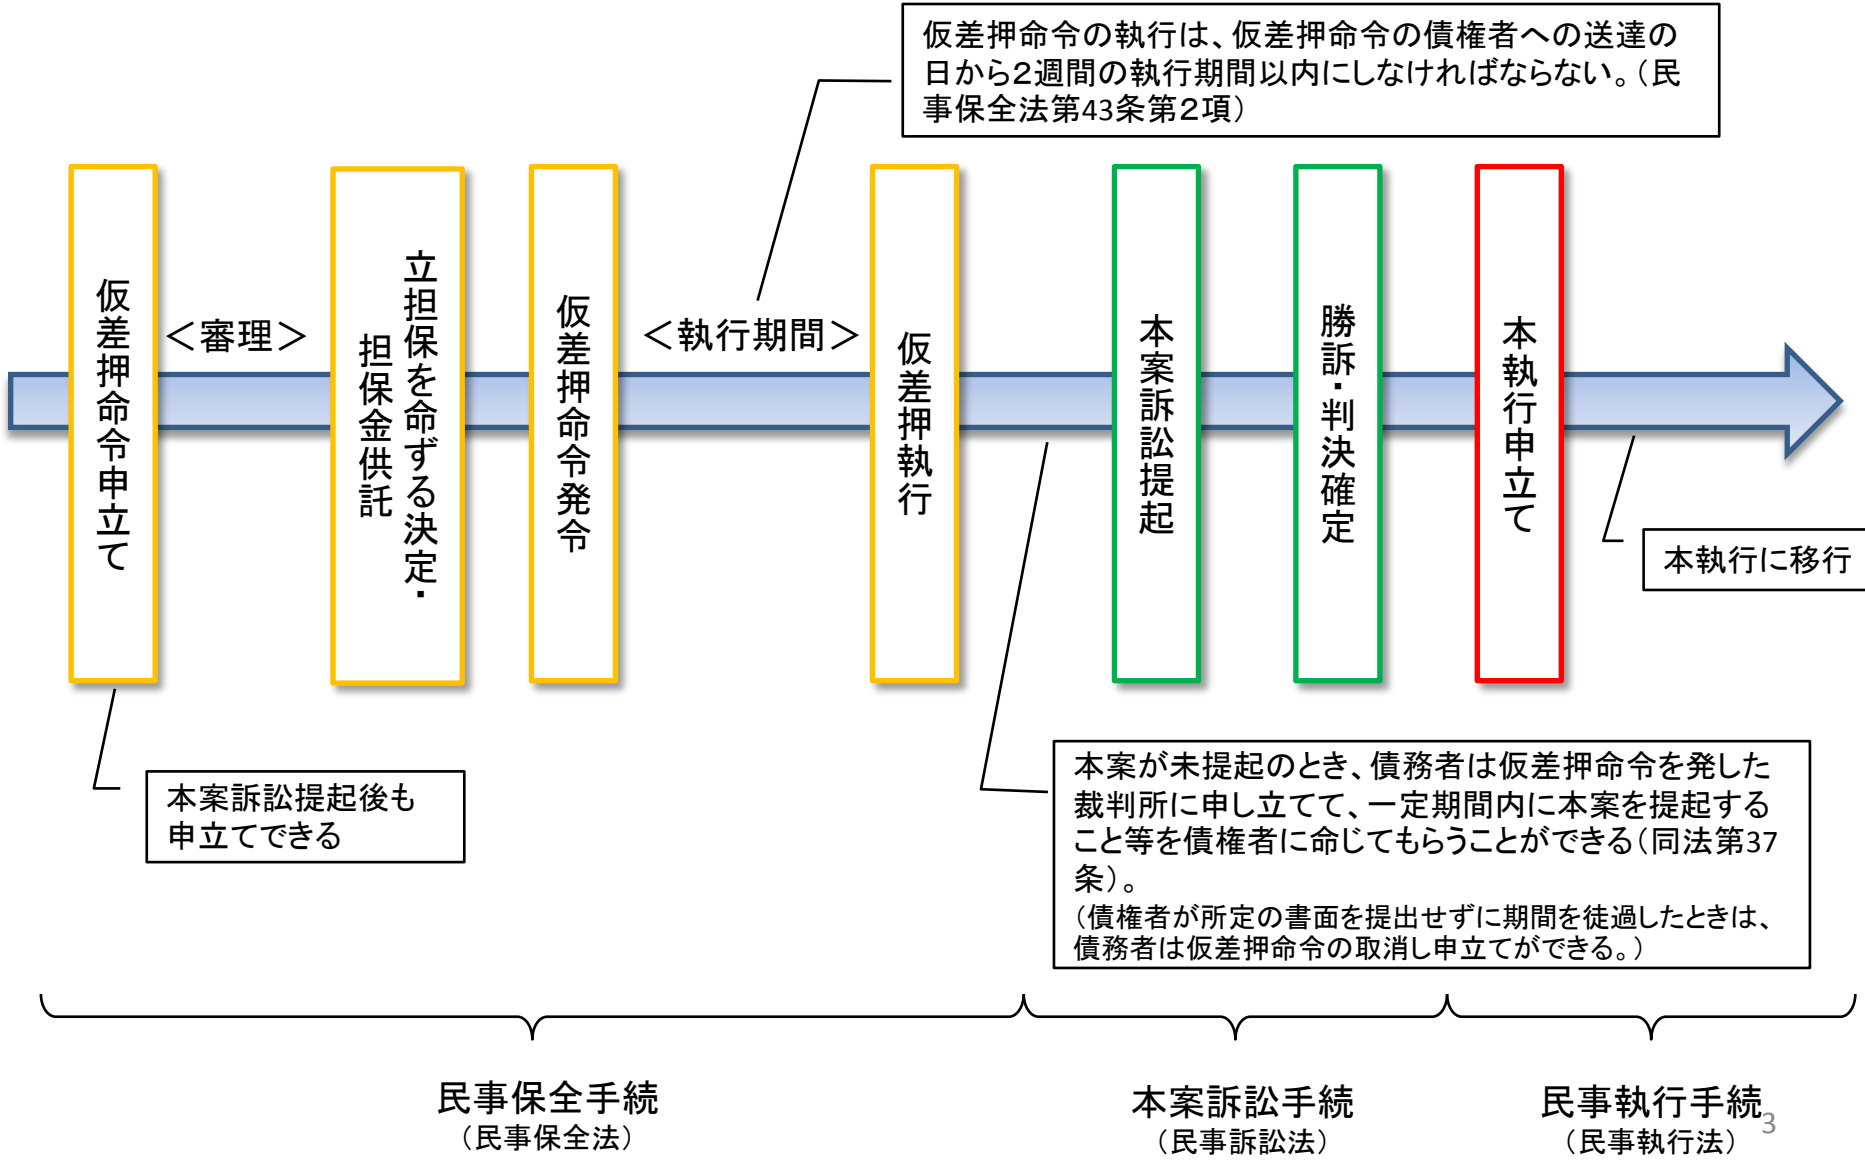 仮差押命令の執行は、仮差押命令の債権者への送達の
日から２週間の執行期間以内にしなければならない。（民
事保全法第43条第２項）
仮差押命令申立て
＜審理＞
立担保を命ずる決定・
担保金供託
仮差押命令発令
＜執行期間＞
仮差押執行
本案訴訟提起
勝訴・判決確定
本執行申立て
本執行に移行
本案訴訟提起後も
申立てできる
本案が未提起のとき、債務者は仮差押命令を発した
裁判所に申し立てて、一定期間内に本案を提起する
こと等を債権者に命じてもらうことができる（同法第37
条）。
（債権者が所定の書面を提出せずに期間を徒過したときは、
債務者は仮差押命令の取消し申立てができる。）
民事保全手続
（民事保全法）
本案訴訟手続
（民事訴訟法）
民事執行手続
（民事執行法）
3